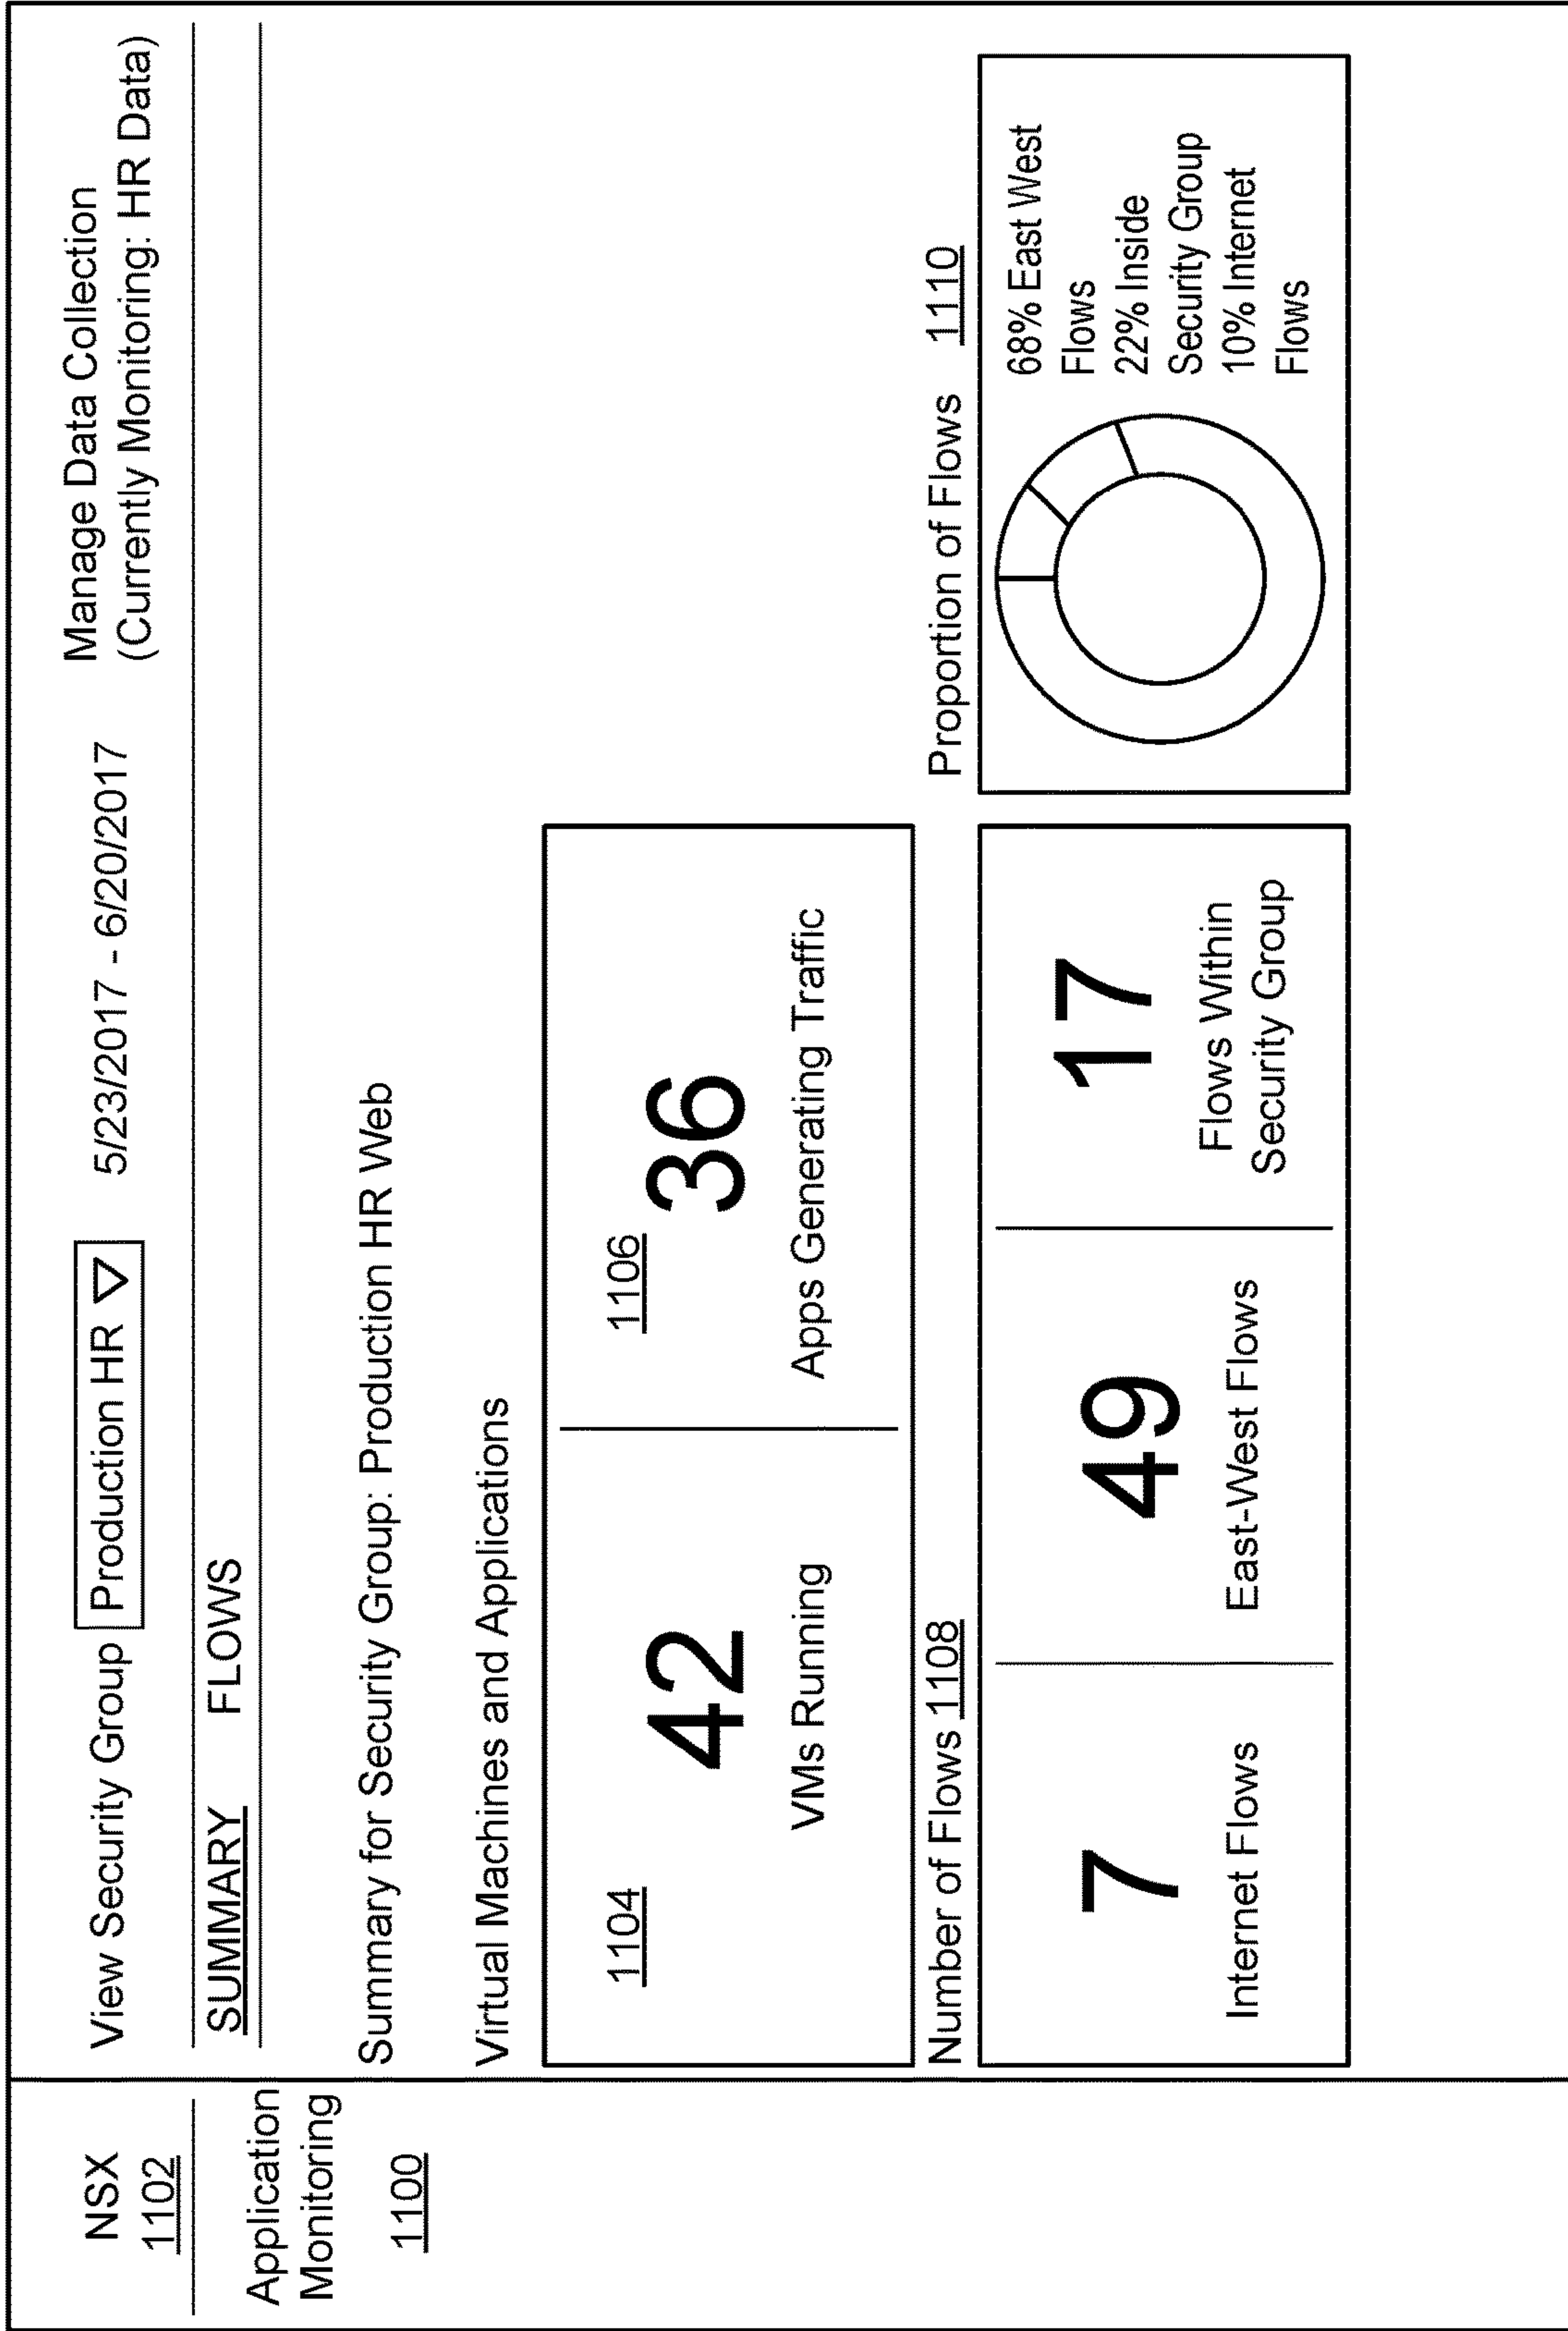 NSX
1102
Application
Monitoring
1100
View Security Group Production HR 5/23/2017 - 6/20/2017
Manage Data Collection
(Currently Monitoring: HR Data)
SUMMARY FLOWS
Summary for Security Group: Production HR Web
Virtual Machines and Applications
1104
42
VMs Running
1106
36
Apps Generating Traffic
Number of Flows 1108
7
Internet Flows
49
East-West Flows
17
Flows Within
Security Group
Proportion of Flows 1110
68% East West
Flows
22% Inside
Security Group
10% Internet
Flows